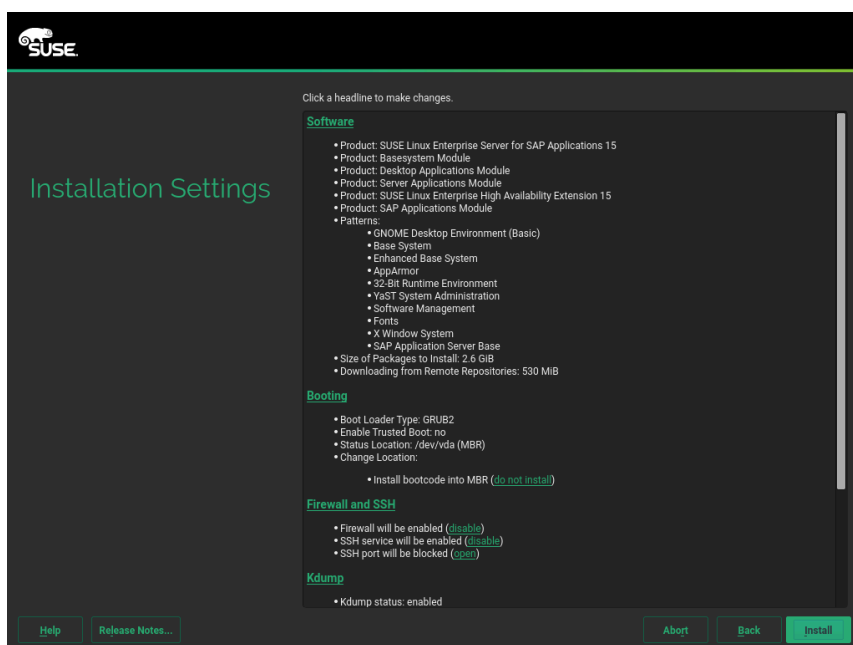 SUSE.
Click a headline to make changes.
Installation Settings
Software
• Product: SUSE Linux Enterprise Server for SAP Applications 15
• Product: Basesystem Module
• Product: Desktop Applications Module
• Product: Server Applications Module
• Product: SUSE Linux Enterprise High Availability Extension 15
• Product: SAP Applications Module
• Patterns:
• GNOME Desktop Environment (Basic)
• Base System
• Enhanced Base System
• AppArmor
• 32-Bit Runtime Environment
• YaST System Administration
• Software Management
• Fonts
• X Window System
• SAP Application Server Base
• Size of Packages to Install: 2.6 GiB
• Downloading from Remote Repositories: 530 MiB
Booting
• Boot Loader Type: GRUB2
• Enable Trusted Boot: no
• Status Location: /dev/vda (MBR)
• Change Location:
• Install bootcode into MBR (do not install)
Firewall and SSH
• Firewall will be enabled (disable)
• SSH service will be enabled (disable)
• SSH port will be blocked (open)
Kdump
• Kdump status: enabled
Help Release Notes... Abort Back Install